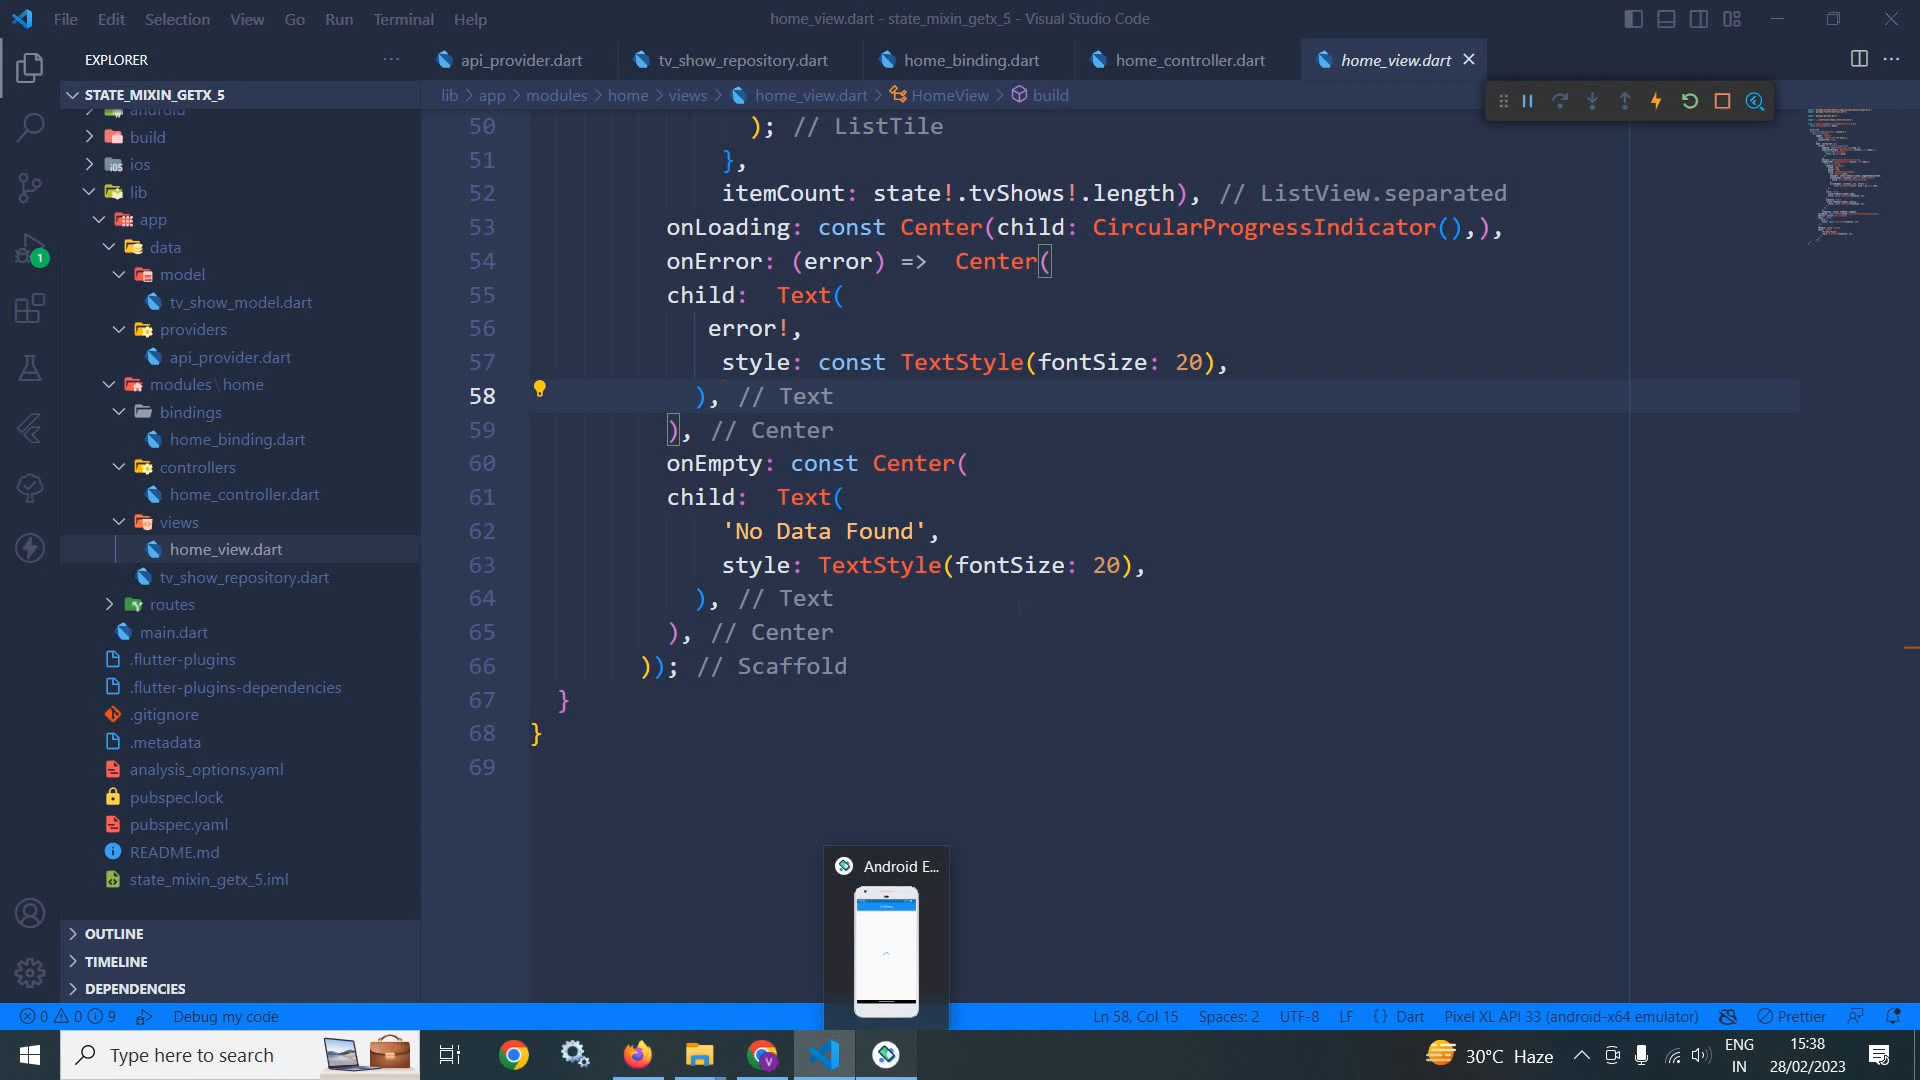 File Edit Selection View Go Run Terminal Help
home_view.dart - state_mixin_getx_5 - Visual Studio Code
EXPLORER
STATE_MIXIN_GETX_5
android
build
ios
lib
app
data
model
tv_show_model.dart
providers
api_provider.dart
modules\home
bindings
home_binding.dart
controllers
home_controller.dart
views
home_view.dart
tv_show_repository.dart
routes
main.dart
.flutter-plugins
.flutter-plugins-dependencies
.gitignore
.metadata
analysis_options.yaml
pubspec.lock
pubspec.yaml
README.md
state_mixin_getx_5.iml
OUTLINE
TIMELINE
DEPENDENCIES
api_provider.dart tv_show_repository.dart home_binding.dart home_controller.dart home_view.dart
lib > app > modules > home > views > home_view.dart > HomeView > build
50 ); // ListTile
51 },
52 itemCount: state!.tvShows!.length), // ListView.separated
53 onLoading: const Center(child: CircularProgressIndicator(),),
54 onError: (error) => Center(
55 child: Text(
56 error!,
57 style: const TextStyle(fontSize: 20),
58 ), // Text
59 ), // Center
60 onEmpty: const Center(
61 child: Text(
62 'No Data Found',
63 style: TextStyle(fontSize: 20),
64 ), // Text
65 ), // Center
66 )); // Scaffold
67 }
68 }
69
Android E...
0 0 9 Debug my code
Ln 58, Col 15 Spaces: 2 UTF-8 LF {} Dart Pixel XL API 33 (android-x64 emulator) Prettier
1
Type here to search
30°C Haze
ENG
IN
15:38
28/02/2023